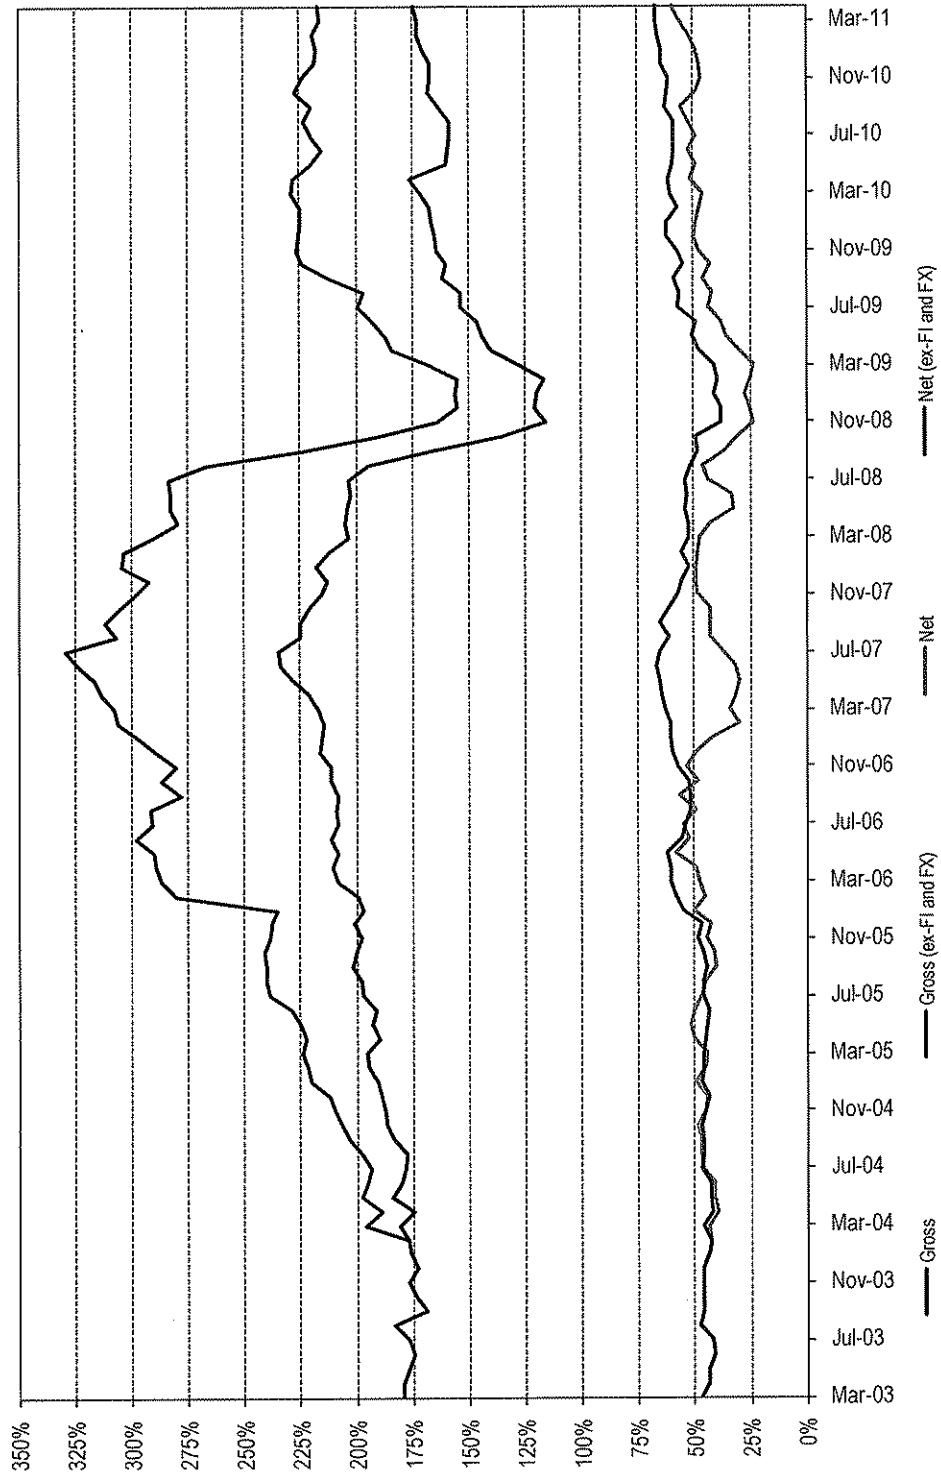 350%
325%
300%
275%
250%
225%
200%
175%
150%
125%
100%
75%
50%
25%
0%
Mar-03
Jul-03
Nov-03
Mar-04
Jul-04
Nov-04
Mar-05
Jul-05
Nov-05
Mar-06
Jul-06
Nov-06
Mar-07
Jul-07
Nov-07
Mar-08
Jul-08
Nov-08
Mar-09
Jul-09
Nov-09
Mar-10
Jul-10
Nov-10
Mar-11
Gross
Gross (ex-FI and FX)
Net
Net (ex-FI and FX)